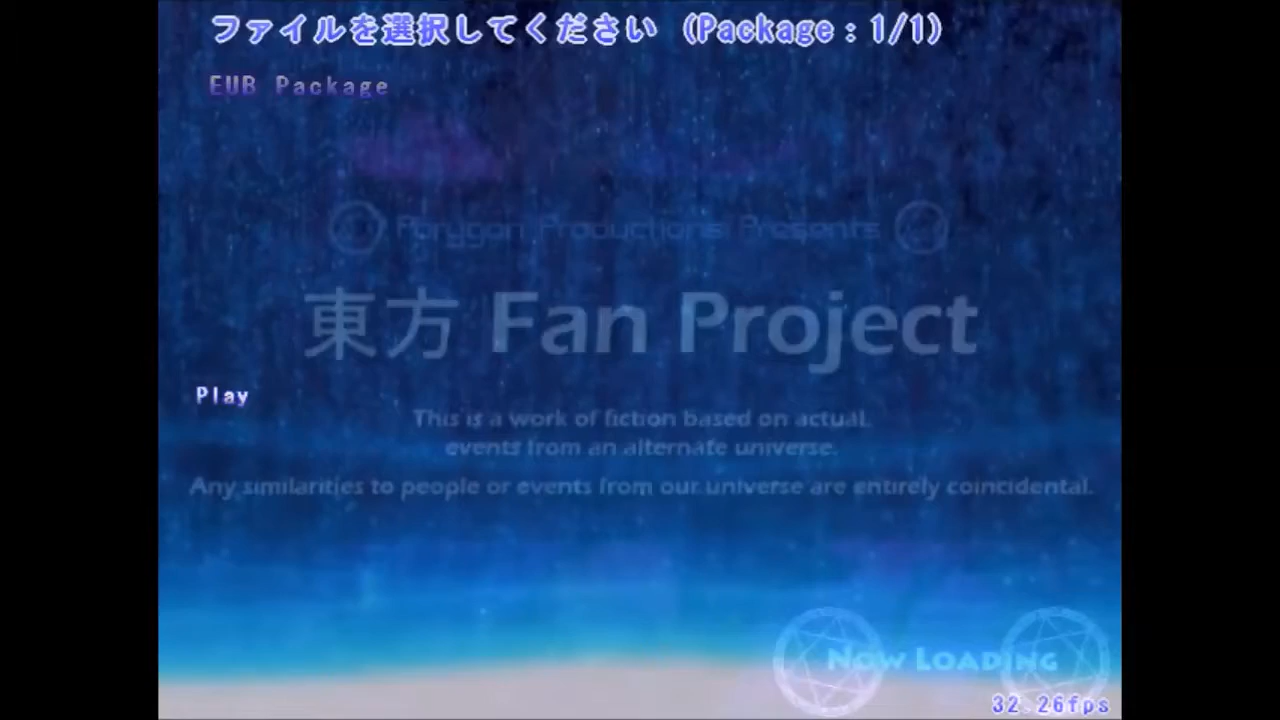 ファイルを選択してください (Package : 1/1)
EUB Package
Porygon Productions Presents
東方 Fan Project
Play
This is a work of fiction based on actual
events from an alternate universe.
Any similarities to people or events from our universe are entirely coincidental.
Now Loading
32.26fps